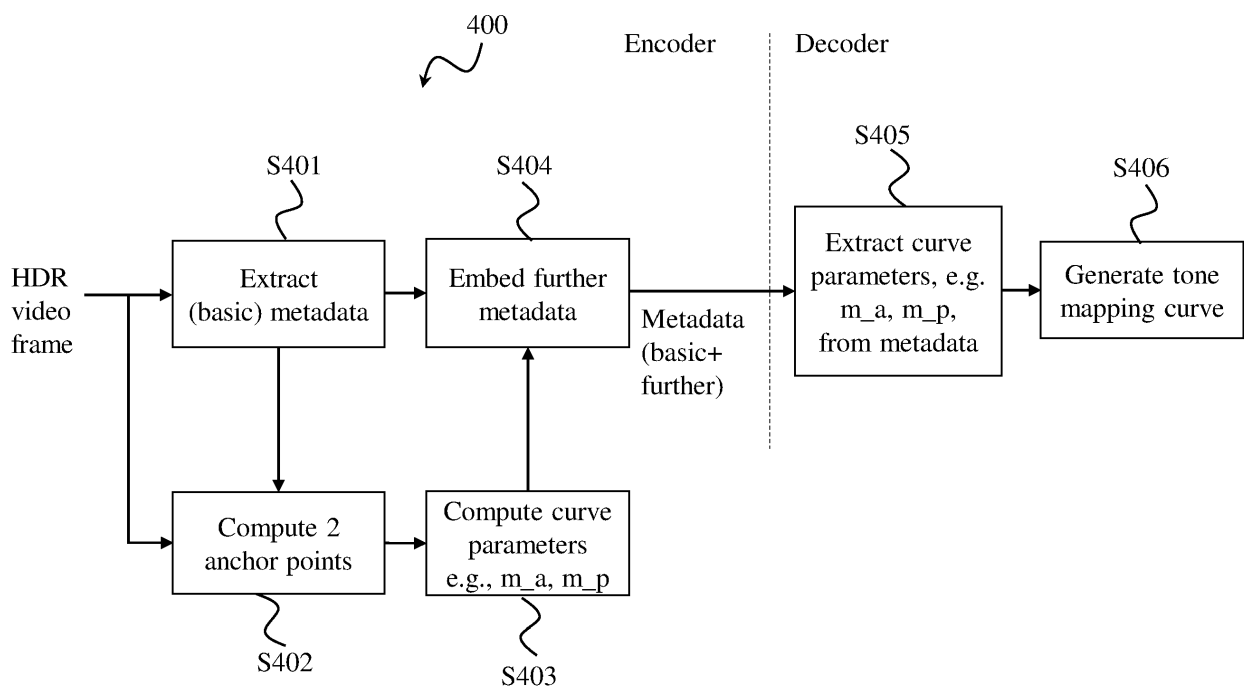 400
Encoder
Decoder
S401
S404
S405
S406
HDR
video
frame
Extract
(basic) metadata
Embed further
metadata
Metadata
(basic+
further)
Extract curve
parameters, e.g.
m_a, m_p,
from metadata
Generate tone
mapping curve
Compute 2
anchor points
Compute curve
parameters
e.g., m_a, m_p
S402
S403